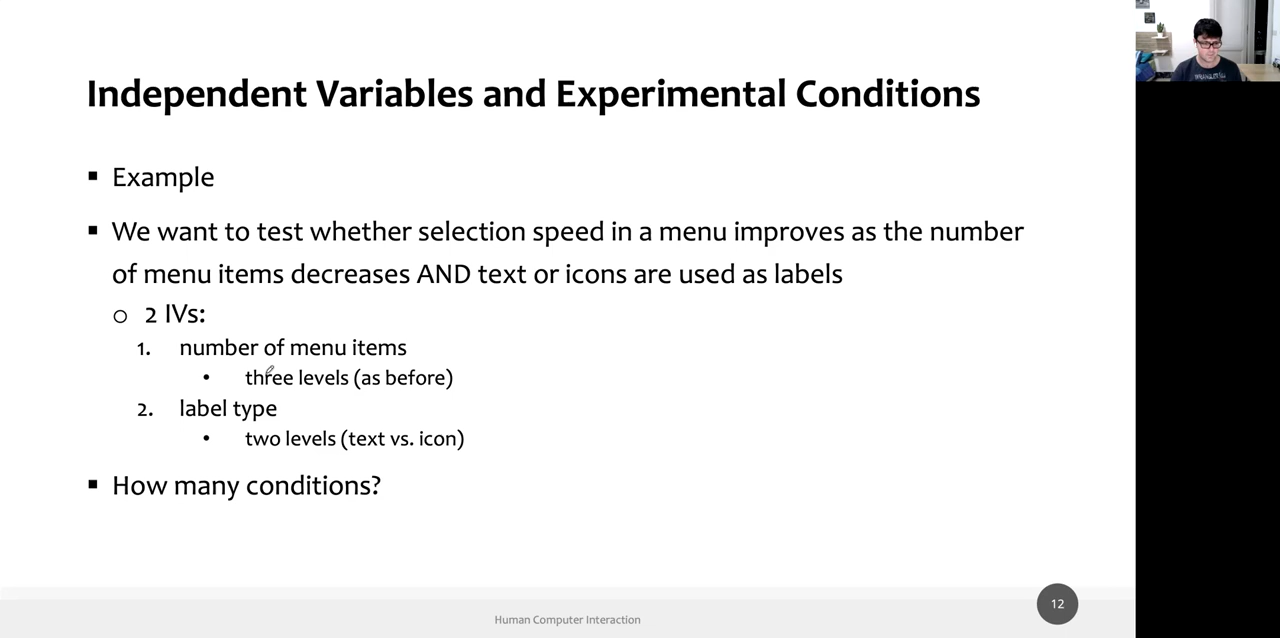 Independent Variables and Experimental Conditions
▪ Example
▪ We want to test whether selection speed in a menu improves as the number
of menu items decreases AND text or icons are used as labels
o 2 IVs:
1. number of menu items
• three levels (as before)
2. label type
• two levels (text vs. icon)
▪ How many conditions?
Human Computer Interaction
12